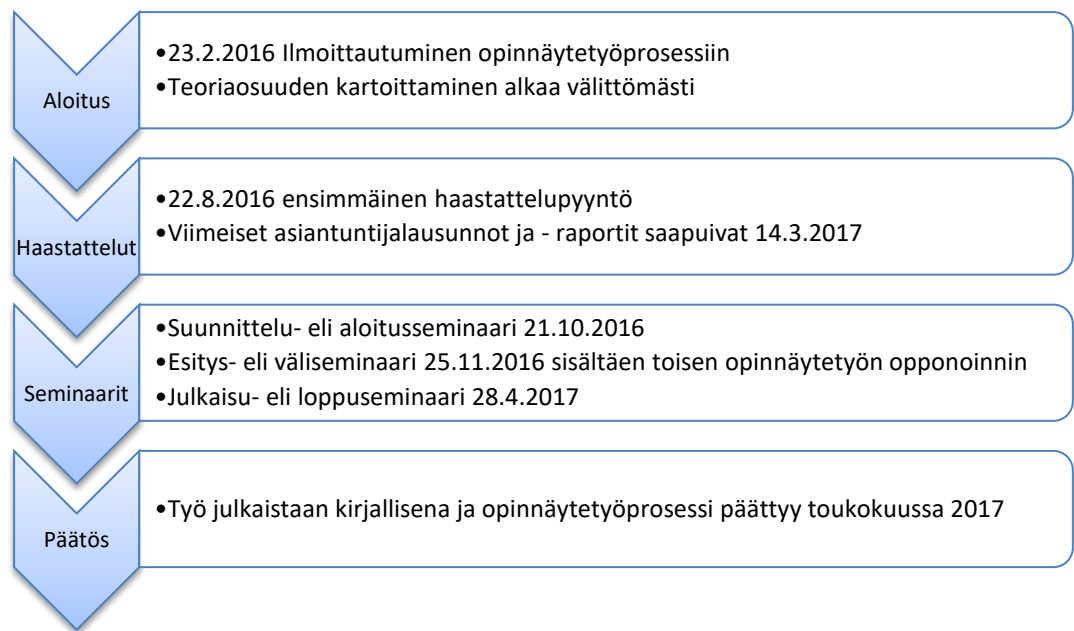 Aloitus
•23.2.2016 Ilmoittautuminen opinnäytetyöprosessiin
•Teoriaosuuden kartoittaminen alkaa välittömästi
Haastattelut
•22.8.2016 ensimmäinen haastattelupyyntö
•Viimeiset asiantuntijalausunnot ja - raportit saapuivat 14.3.2017
Seminaarit
•Suunnittelu- eli aloitusseminaari 21.10.2016
•Esitys- eli väliseminaari 25.11.2016 sisältäen toisen opinnäytetyön opponoinnin
•Julkaisu- eli loppuseminaari 28.4.2017
Päätös
•Työ julkaistaan kirjallisena ja opinnäytetyöprosessi päättyy toukokuussa 2017